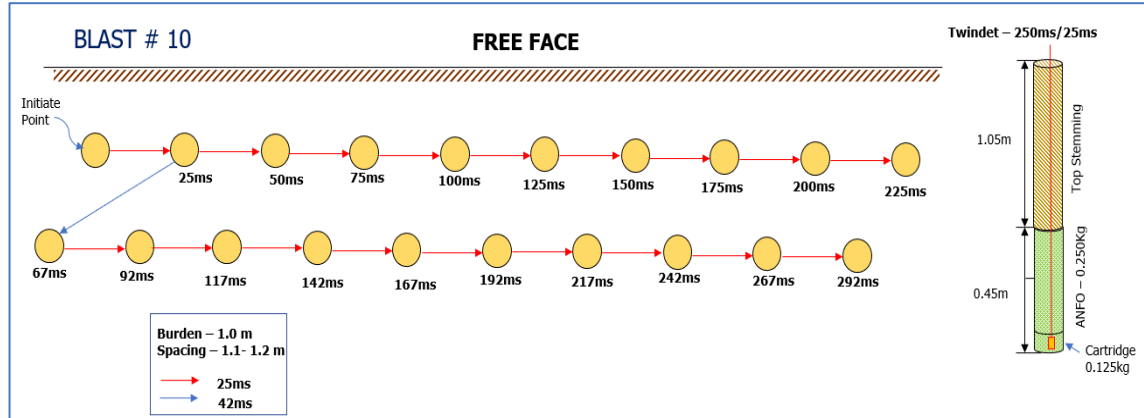 BLAST # 10
FREE FACE
Twindet – 250ms/25ms
Initiate
Point
25ms
50ms
75ms
100ms
125ms
150ms
175ms
200ms
225ms
67ms
92ms
117ms
142ms
167ms
192ms
217ms
242ms
267ms
292ms
Burden – 1.0 m
Spacing – 1.1- 1.2 m
25ms
42ms
1.05m
Top Stemming
0.45m
ANFO – 0.250Kg
Cartridge
0.125kg